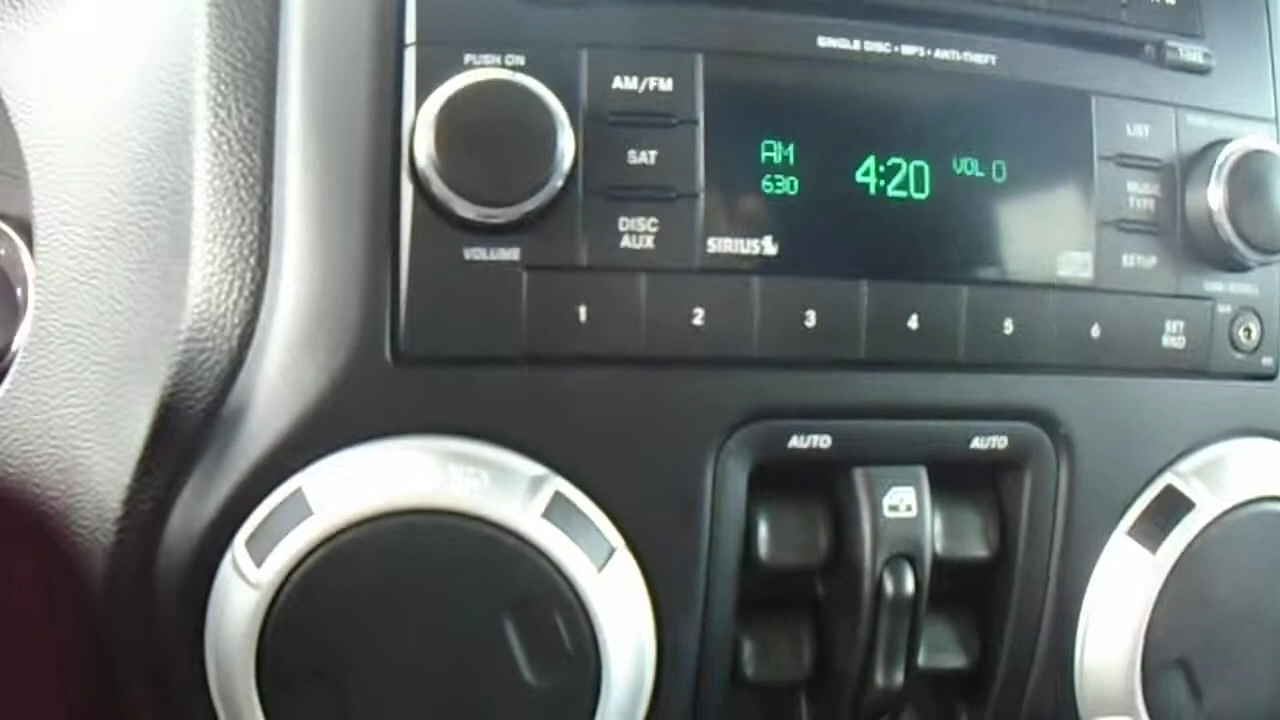 SINGLE DISC • MP3 • ANTI-THEFT
PUSH ON
AM/FM
SAT
DISC
AUX
VOLUME
AM
630
4:20
VOL 0
SIRIUS
LIST
MUSIC
TYPE
SETUP
1
2
3
4
5
6
SET
RND
AUTO
AUTO